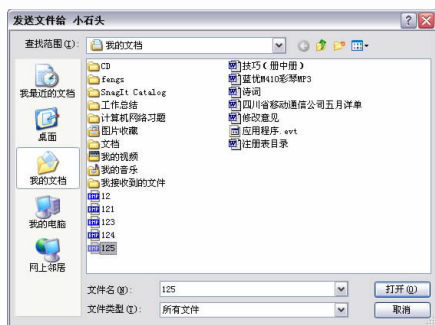 发送文件给 小石头
查找范围(I):
我的文档
我最近的文档
桌面
我的文档
我的电脑
网上邻居
CD
fengs
SnagIt Catalog
工作总结
计算机网络习题
图片收藏
文档
我的视频
我的音乐
我接收到的文件
12
121
123
124
125
技巧(册中册)
蓝忧M410彩琴MP3
诗词
四川省移动通信公司五月详单
修改意见
应用程序.evt
注册表目录
文件名(N):
125
打开(O)
文件类型(T):
所有文件
取消